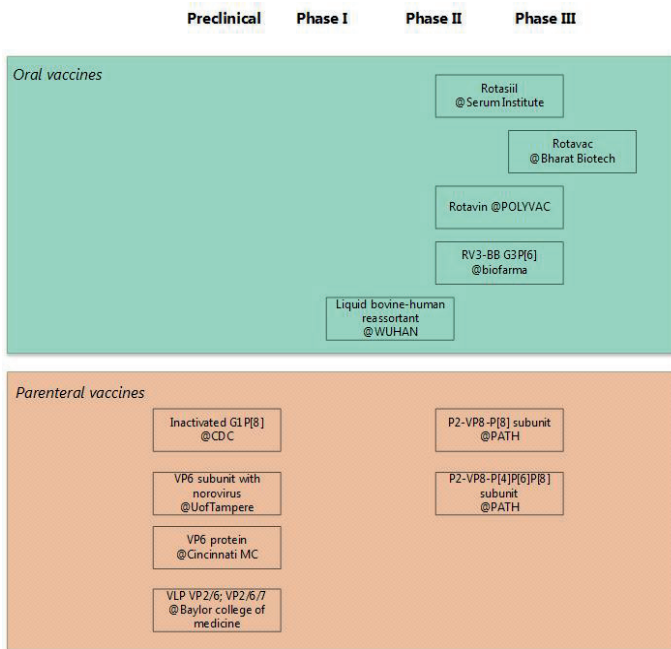 Preclinical Phase I Phase II Phase III
Oral vaccines
Rotasiil
@Serum Institute
Rotavac
@Bharat Biotech
Rotavin @POLYVAC
RV3-BB G3P[6]
@biofarma
Liquid bovine-human
reassortant
@WUHAN
Parenteral vaccines
Inactivated G1P[8]
@CDC
P2-VP8-P[8] subunit
@PATH
VP6 subunit with
norovirus
@UofTampere
P2-VP8-P[4]P[6]P[8]
subunit
@PATH
VP6 protein
@Cincinnati MC
VLP VP2/6; VP2/6/7
@Baylor college of
medicine